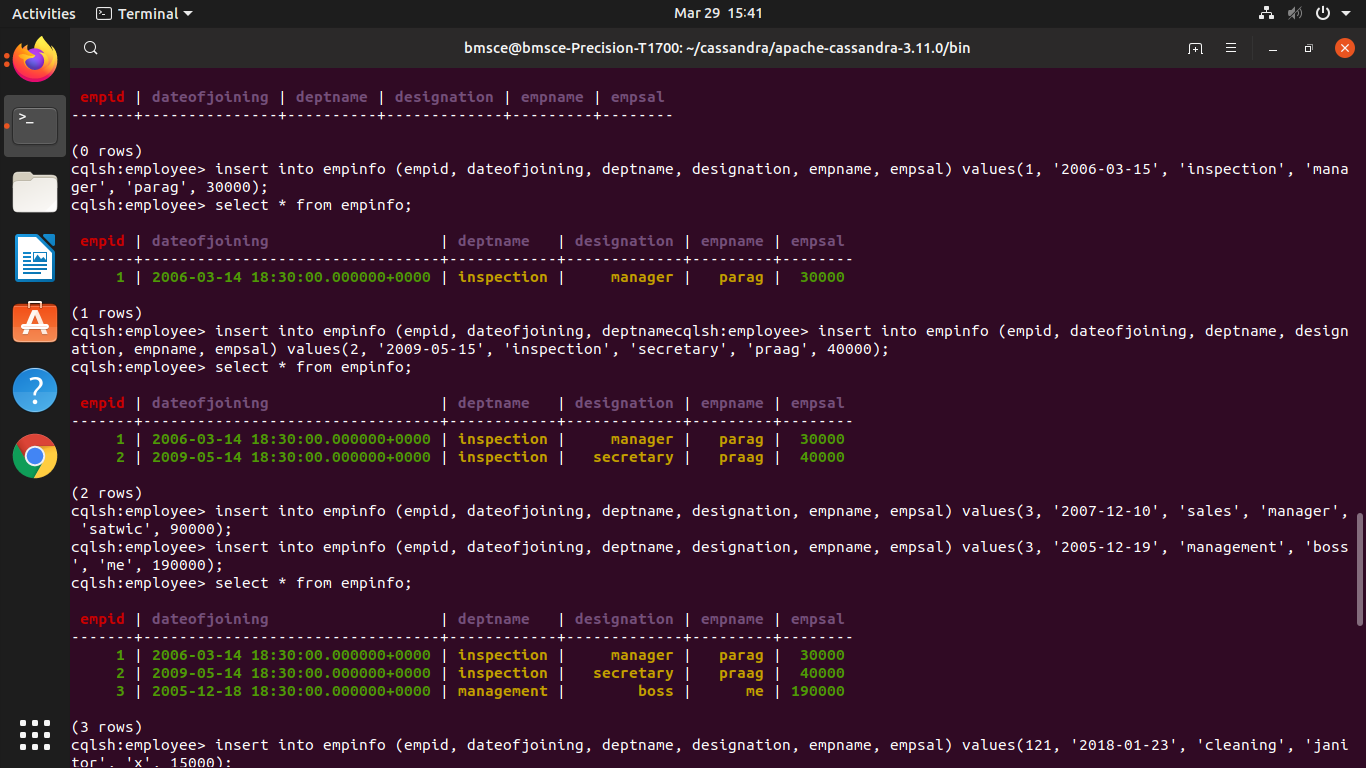 Activities Terminal Mar 29 15:41
bmsce@bmsce-Precision-T1700: ~/cassandra/apache-cassandra-3.11.0/bin
empid | dateofjoining | deptname | designation | empname | empsal
-------+---------------+----------+-------------+---------+--------
(0 rows)
cqlsh:employee> insert into empinfo (empid, dateofjoining, deptname, designation, empname, empsal) values(1, '2006-03-15', 'inspection', 'mana
ger', 'parag', 30000);
cqlsh:employee> select * from empinfo;
empid | dateofjoining | deptname | designation | empname | empsal
-------+---------------------------------+------------+-------------+---------+--------
1 | 2006-03-14 18:30:00.000000+0000 | inspection | manager | parag | 30000
(1 rows)
cqlsh:employee> insert into empinfo (empid, dateofjoining, deptnamecqlsh:employee> insert into empinfo (empid, dateofjoining, deptname, design
ation, empname, empsal) values(2, '2009-05-15', 'inspection', 'secretary', 'praag', 40000);
cqlsh:employee> select * from empinfo;
empid | dateofjoining | deptname | designation | empname | empsal
-------+---------------------------------+------------+-------------+---------+--------
1 | 2006-03-14 18:30:00.000000+0000 | inspection | manager | parag | 30000
2 | 2009-05-14 18:30:00.000000+0000 | inspection | secretary | praag | 40000
(2 rows)
cqlsh:employee> insert into empinfo (empid, dateofjoining, deptname, designation, empname, empsal) values(3, '2007-12-10', 'sales', 'manager',
'satwic', 90000);
cqlsh:employee> insert into empinfo (empid, dateofjoining, deptname, designation, empname, empsal) values(3, '2005-12-19', 'management', 'boss
', 'me', 190000);
cqlsh:employee> select * from empinfo;
empid | dateofjoining | deptname | designation | empname | empsal
-------+---------------------------------+------------+-------------+---------+--------
1 | 2006-03-14 18:30:00.000000+0000 | inspection | manager | parag | 30000
2 | 2009-05-14 18:30:00.000000+0000 | inspection | secretary | praag | 40000
3 | 2005-12-18 18:30:00.000000+0000 | management | boss | me | 190000
(3 rows)
cqlsh:employee> insert into empinfo (empid, dateofjoining, deptname, designation, empname, empsal) values(121, '2018-01-23', 'cleaning', 'jani
tor', 'x', 15000);